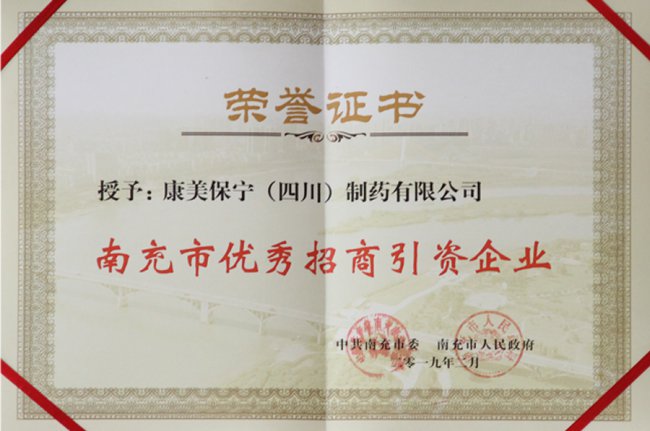 荣誉证书
授予：康美保宁（四川）制药有限公司
南充市优秀招商引资企业
中共南充市委 南充市人民政府
二〇一九年二月